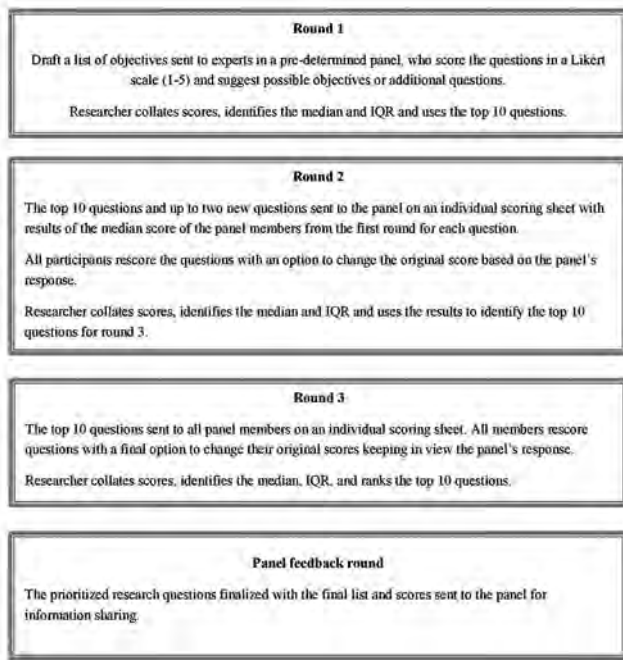 Round 1
Draft a list of objectives sent to experts in a pre-determined panel, who score the questions in a Likert
scale (1-5) and suggest possible objectives or additional questions.
Researcher collates scores, identifies the median and IQR and uses the top 10 questions.
Round 2
The top 10 questions and up to two new questions sent to the panel on an individual scoring sheet with
results of the median score of the panel members from the first round for each question.
All participants rescore the questions with an option to change the original score based on the panel's
response.
Researcher collates scores, identifies the median and IQR and uses the results to identify the top 10
questions for round 3.
Round 3
The top 10 questions sent to all panel members on an individual scoring sheet. All members rescore
questions with a final option to change their original scores keeping in view the panel's response.
Researcher collates scores, identifies the median, IQR, and ranks the top 10 questions.
Panel feedback round
The prioritized research questions finalized with the final list and scores sent to the panel for
information sharing.